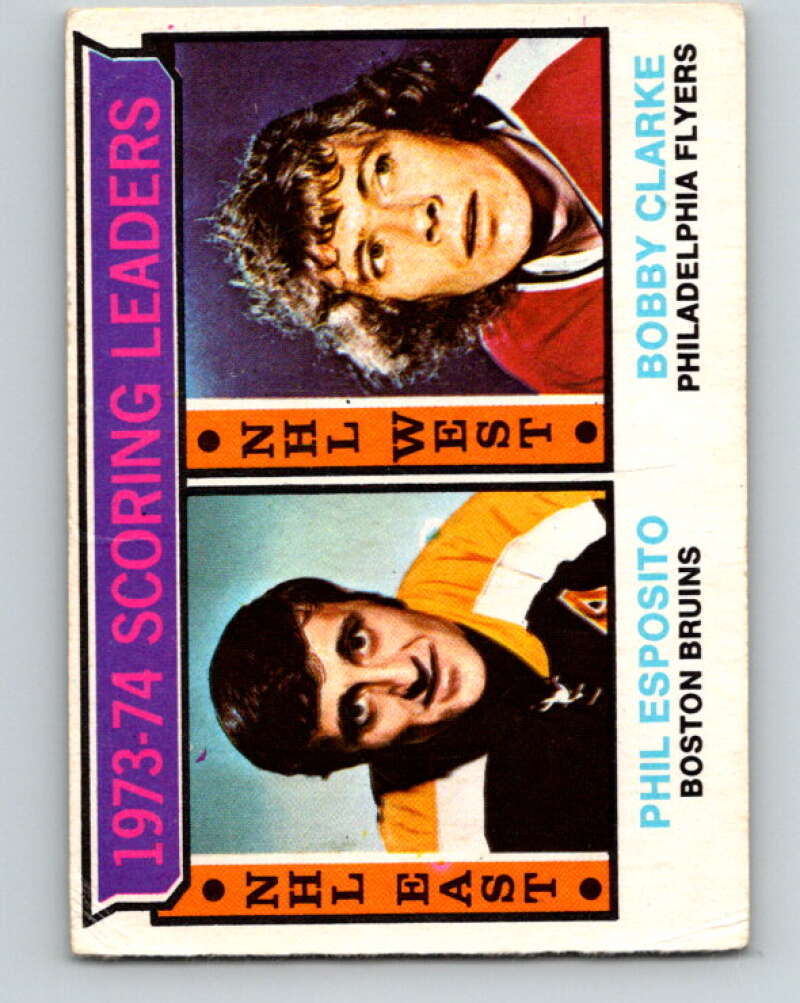 1973-74 SCORING LEADERS
NHL EAST
NHL WEST
PHIL ESPOSITO
BOSTON BRUINS
BOBBY CLARKE
PHILADELPHIA FLYERS